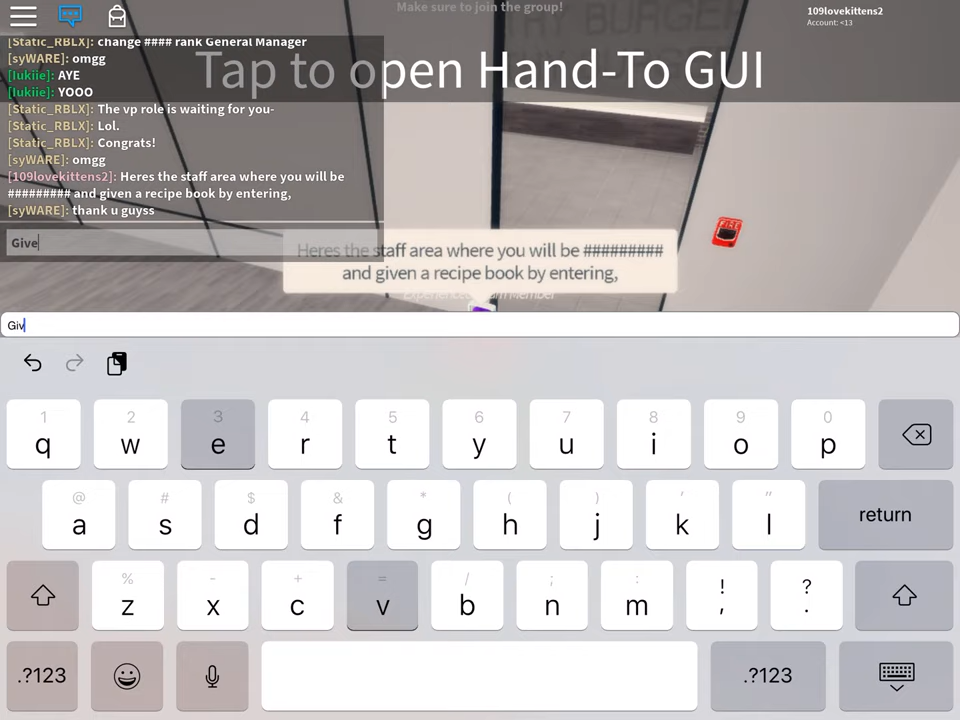 Make sure to join the group!
109lovekittens2
Account: <13
[Static_RBLX]: change #### rank General Manager
[syWARE]: omgg
[lukiie]: AYE
[lukiie]: YOOO
[Static_RBLX]: The vp role is waiting for you-
[Static_RBLX]: Lol.
[Static_RBLX]: Congrats!
[syWARE]: omgg
[109lovekittens2]: Heres the staff area where you will be
######### and given a recipe book by entering,
[syWARE]: thank u guyss
Give
Tap to open Hand-To GUI
BURGER
FIRE
Heres the staff area where you will be #########
and given a recipe book by entering,
Member
Giv
1 2 3 4 5 6 7 8 9 0
q w e r t y u i o p
@ # $ & * ( ) ' "
a s d f g h j k l return
% - + = / ; : ! ?
z x c v b n m , .
.?123 .?123